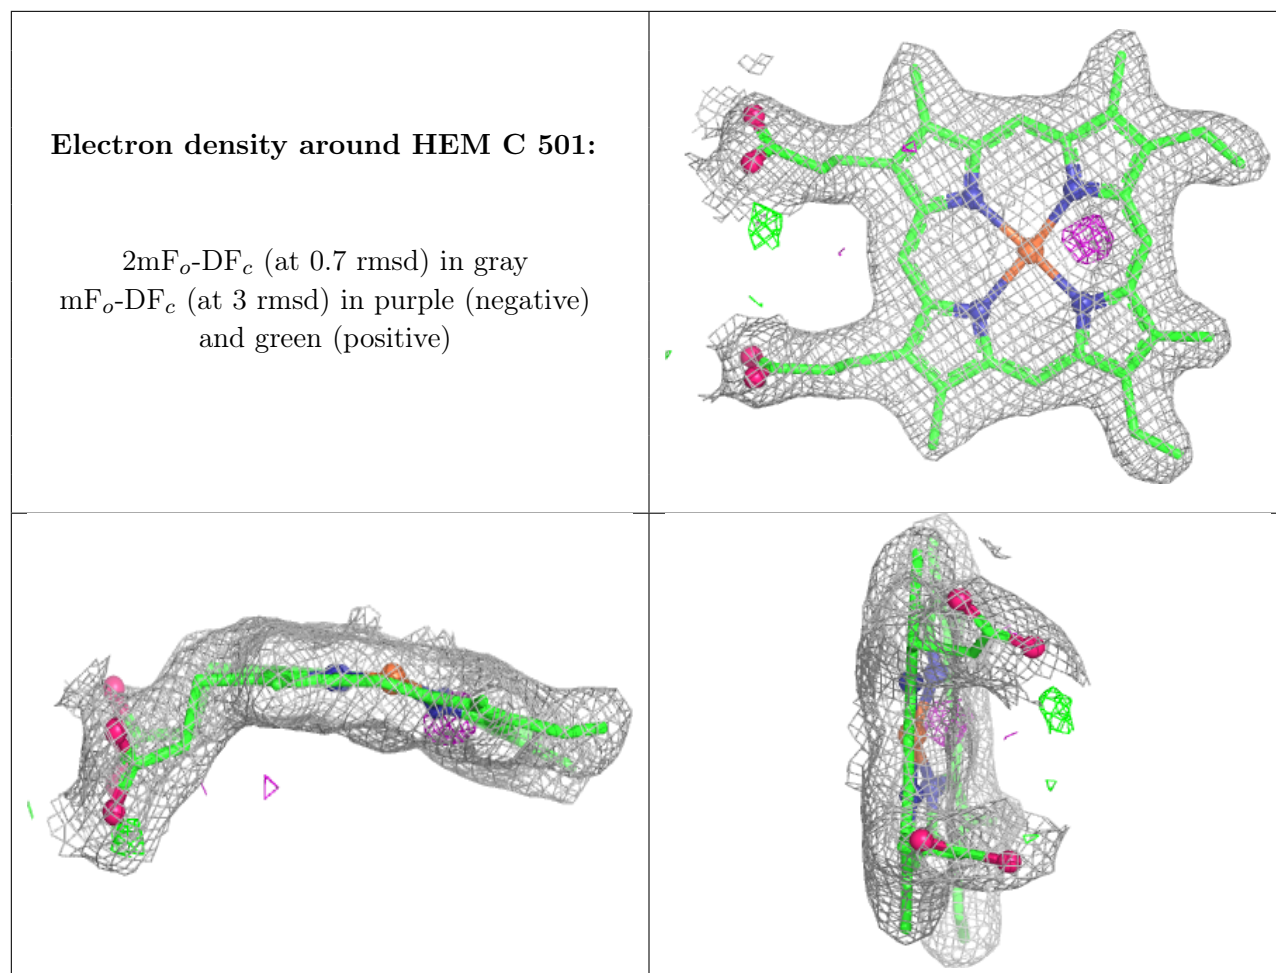 Electron density around HEM C 501:
2mFo-DFc (at 0.7 rmsd) in gray
mFo-DFc (at 3 rmsd) in purple (negative)
and green (positive)